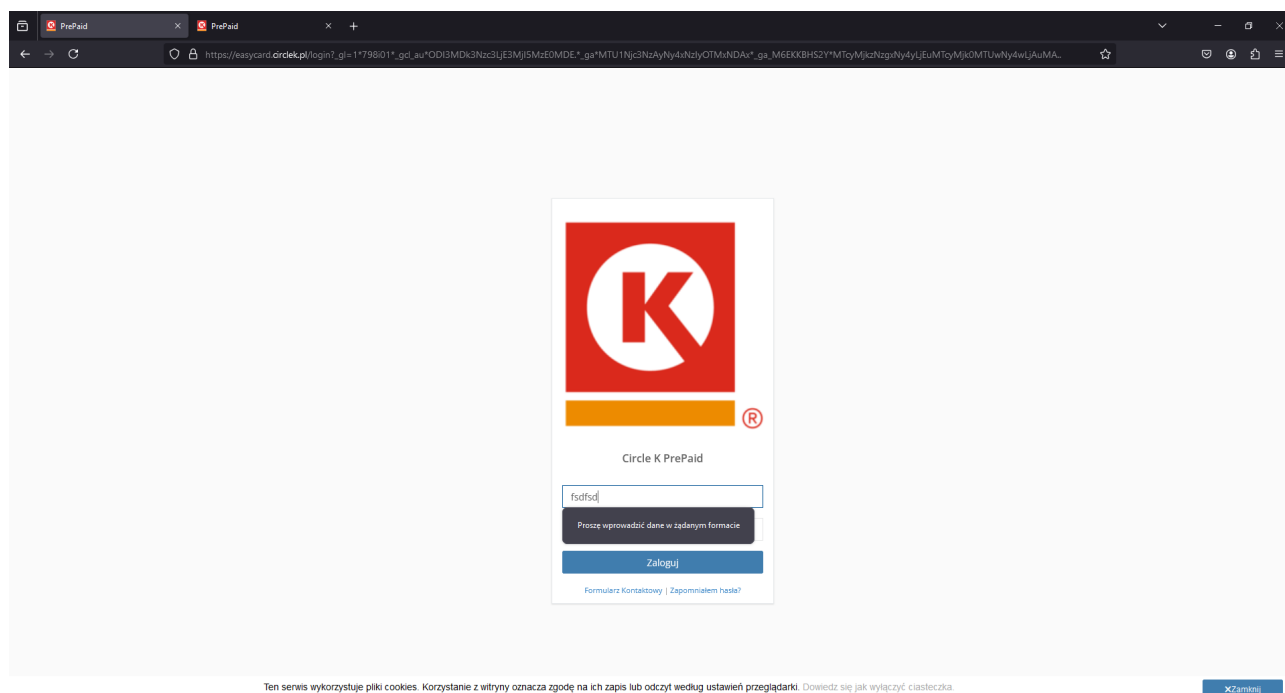 PrePaid
PrePaid
https://easycard.circlek.pl/login?_gl=1*798i01*_gcl_au*ODI3MDk3Nzc3LjE3MjI5MzE0MDE.*_ga*MTU1Njc3NzAyNy4xNzIyOTMxNDAx*_ga_M6EKKBHS2Y*MTcyMjkzNzgxNy4yLjEuMTcyMjk0MTUwNy4wLjAuMA..
K
®
Circle K PrePaid
fsdfsd
Proszę wprowadzić dane w żądanym formacie
Zaloguj
Formularz Kontaktowy | Zapomniałem hasła?
Ten serwis wykorzystuje pliki cookies. Korzystanie z witryny oznacza zgodę na ich zapis lub odczyt według ustawień przeglądarki. Dowiedz się jak wyłączyć ciasteczka.
×Zamknij